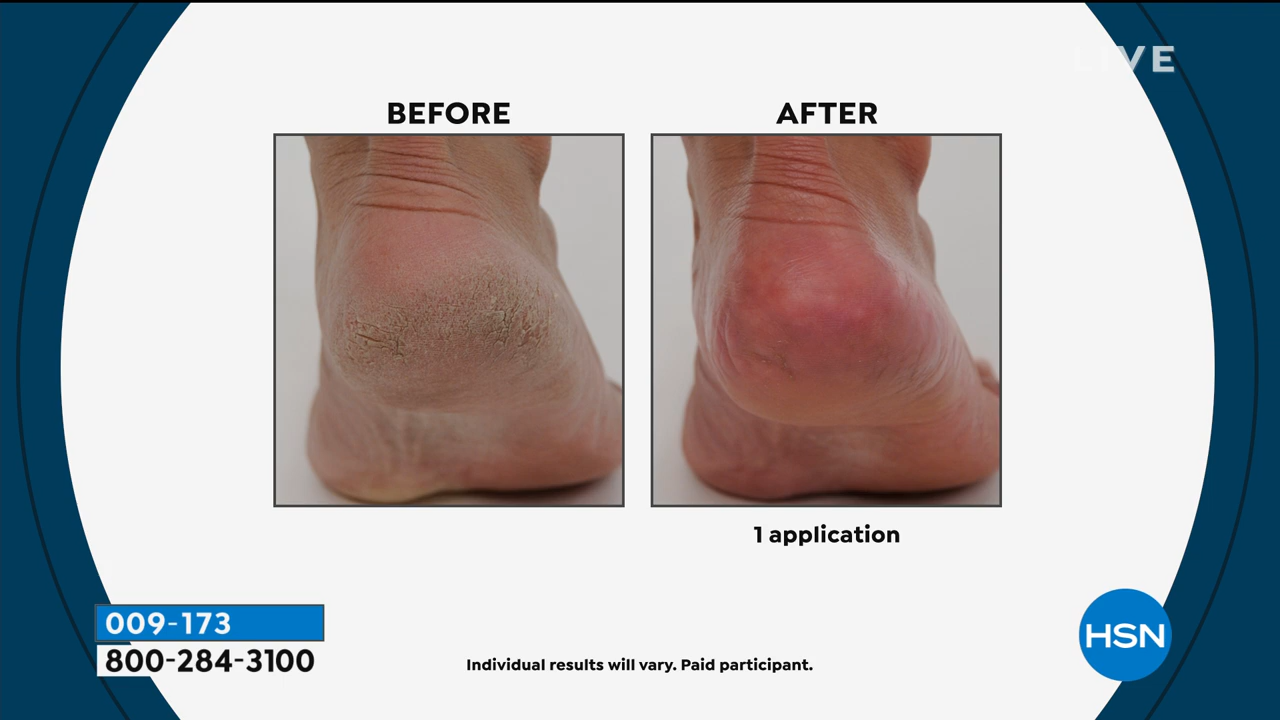 LIVE
BEFORE
AFTER
1 application
009-173
800-284-3100
Individual results will vary. Paid participant.
HSN